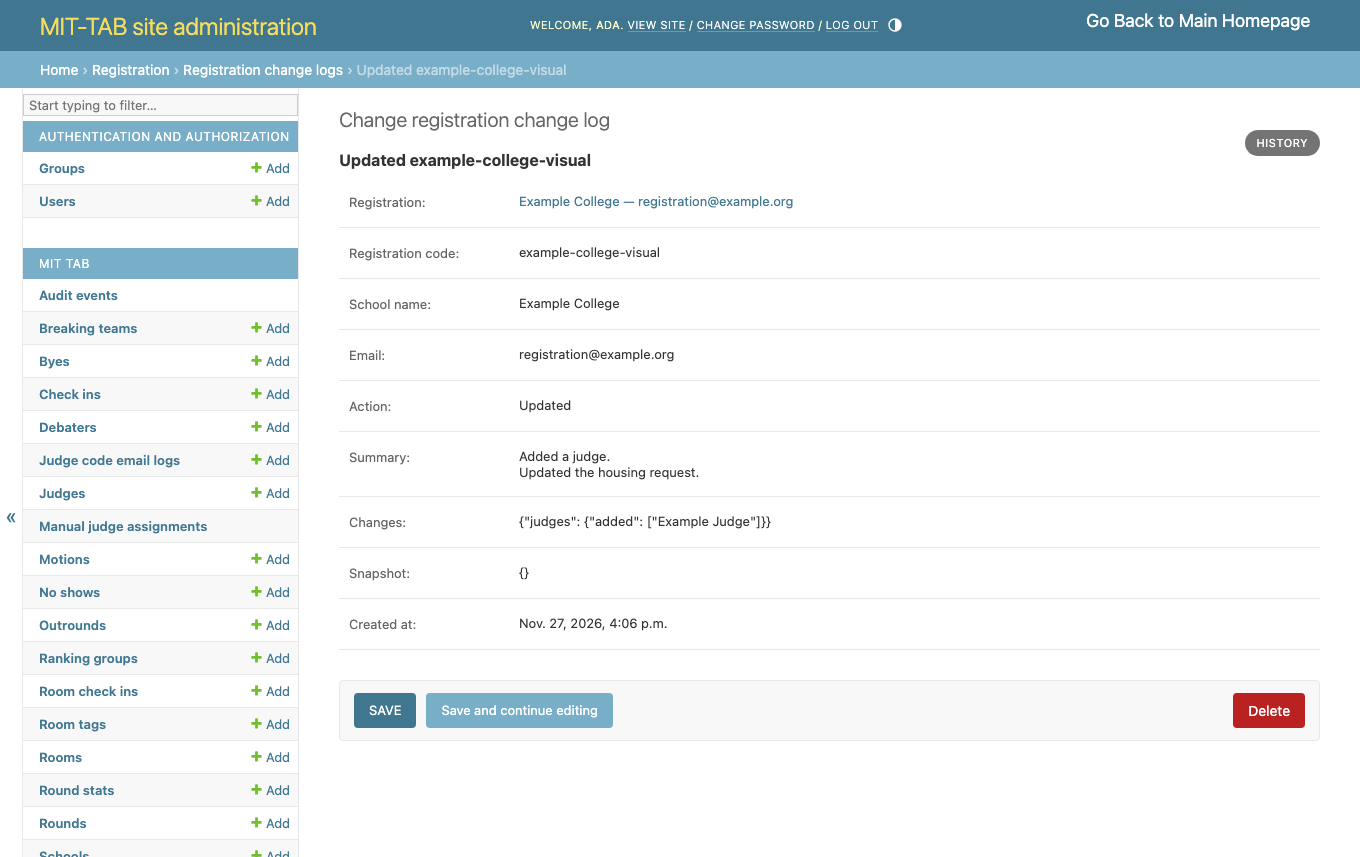 MIT-TAB site administration
WELCOME, ADA. VIEW SITE / CHANGE PASSWORD / LOG OUT
Go Back to Main Homepage
Home › Registration › Registration change logs › Updated example-college-visual
Start typing to filter...
AUTHENTICATION AND AUTHORIZATION
Groups Add
Users Add
MIT TAB
Audit events
Breaking teams Add
Byes Add
Check ins Add
Debaters Add
Judge code email logs Add
Judges Add
Manual judge assignments
Motions Add
No shows Add
Outrounds Add
Ranking groups Add
Room check ins Add
Room tags Add
Rooms Add
Round stats Add
Rounds Add
Schools Add
«
Change registration change log
HISTORY
Updated example-college-visual
Registration: Example College — registration@example.org
Registration code: example-college-visual
School name: Example College
Email: registration@example.org
Action: Updated
Summary: Added a judge.
Updated the housing request.
Changes: {"judges": {"added": ["Example Judge"]}}
Snapshot: {}
Created at: Nov. 27, 2026, 4:06 p.m.
SAVE
Save and continue editing
Delete